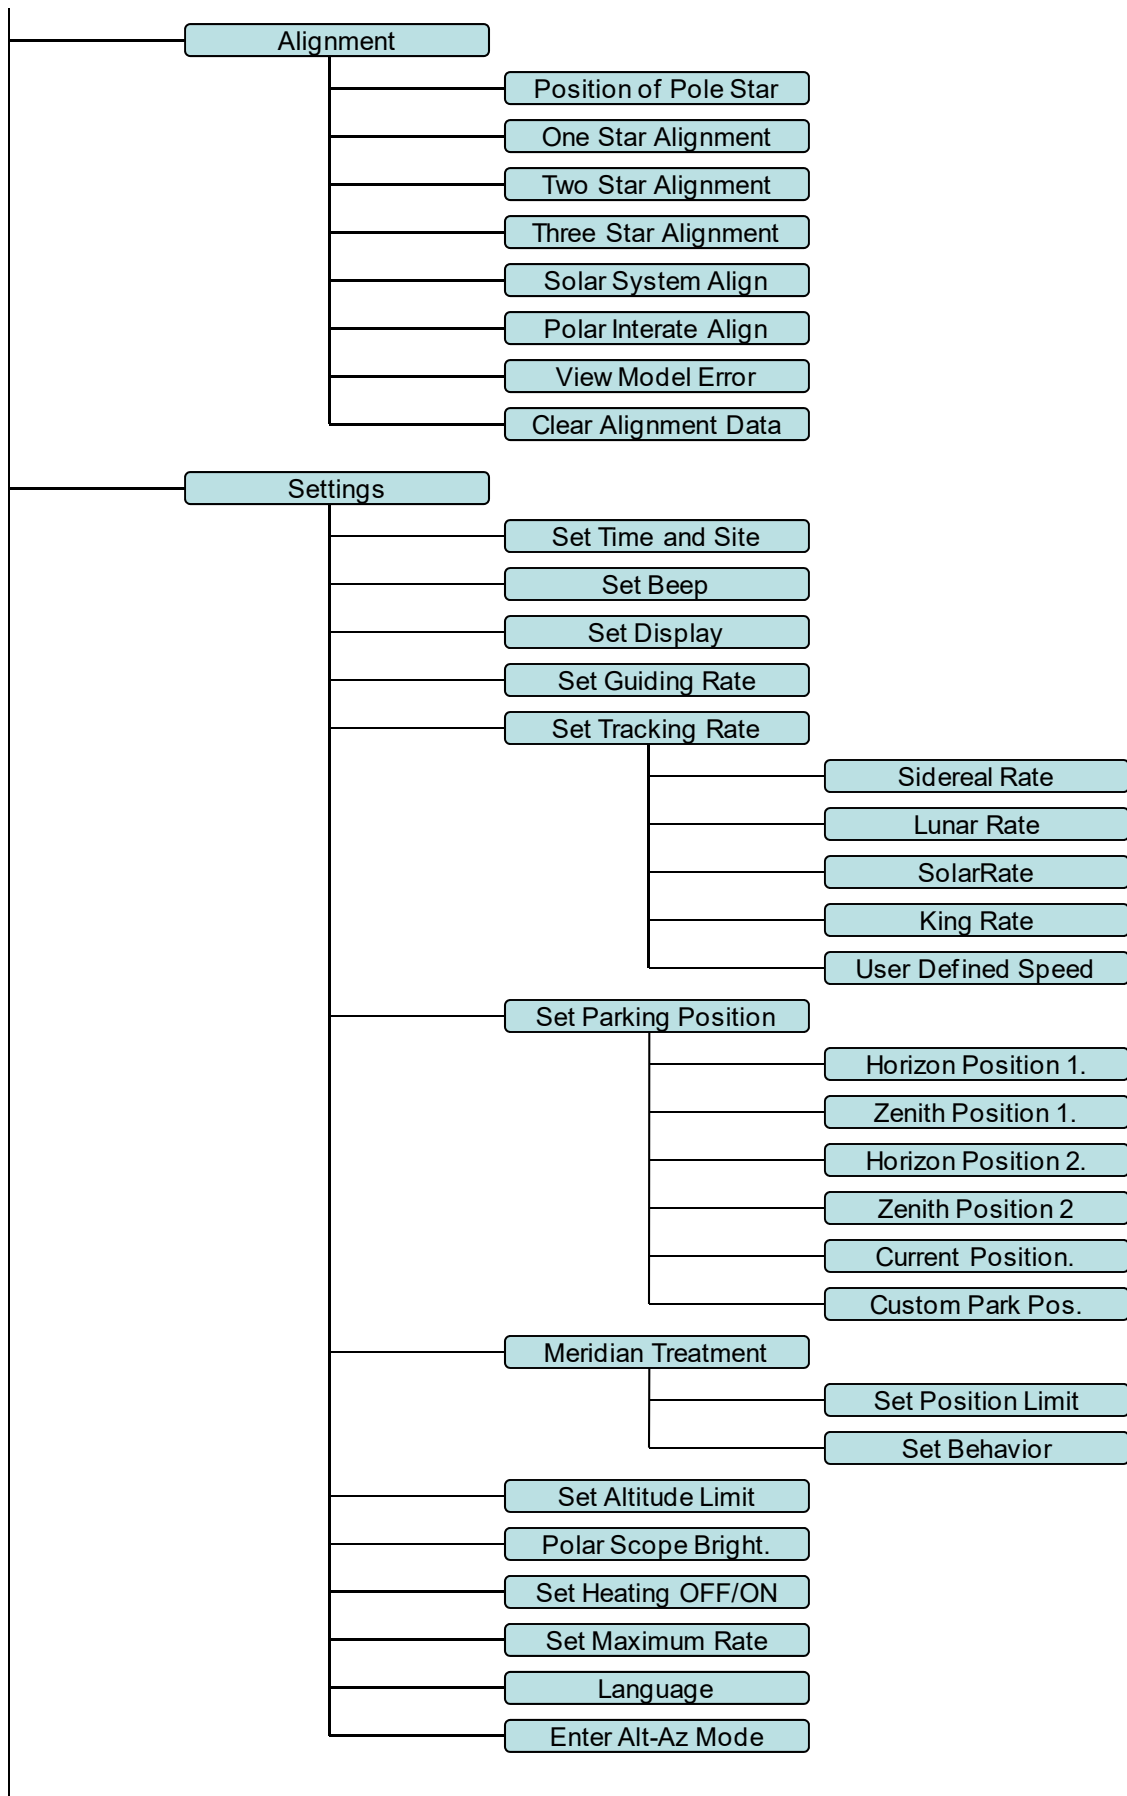 Alignment
Position of Pole Star
One Star Alignment
Two Star Alignment
Three Star Alignment
Solar System Align
Polar Interate Align
View Model Error
Clear Alignment Data
Settings
Set Time and Site
Set Beep
Set Display
Set Guiding Rate
Set Tracking Rate
Sidereal Rate
Lunar Rate
SolarRate
King Rate
User Defined Speed
Set Parking Position
Horizon Position 1.
Zenith Position 1.
Horizon Position 2.
Zenith Position 2
Current Position.
Custom Park Pos.
Meridian Treatment
Set Position Limit
Set Behavior
Set Altitude Limit
Polar Scope Bright.
Set Heating OFF/ON
Set Maximum Rate
Language
Enter Alt-Az Mode